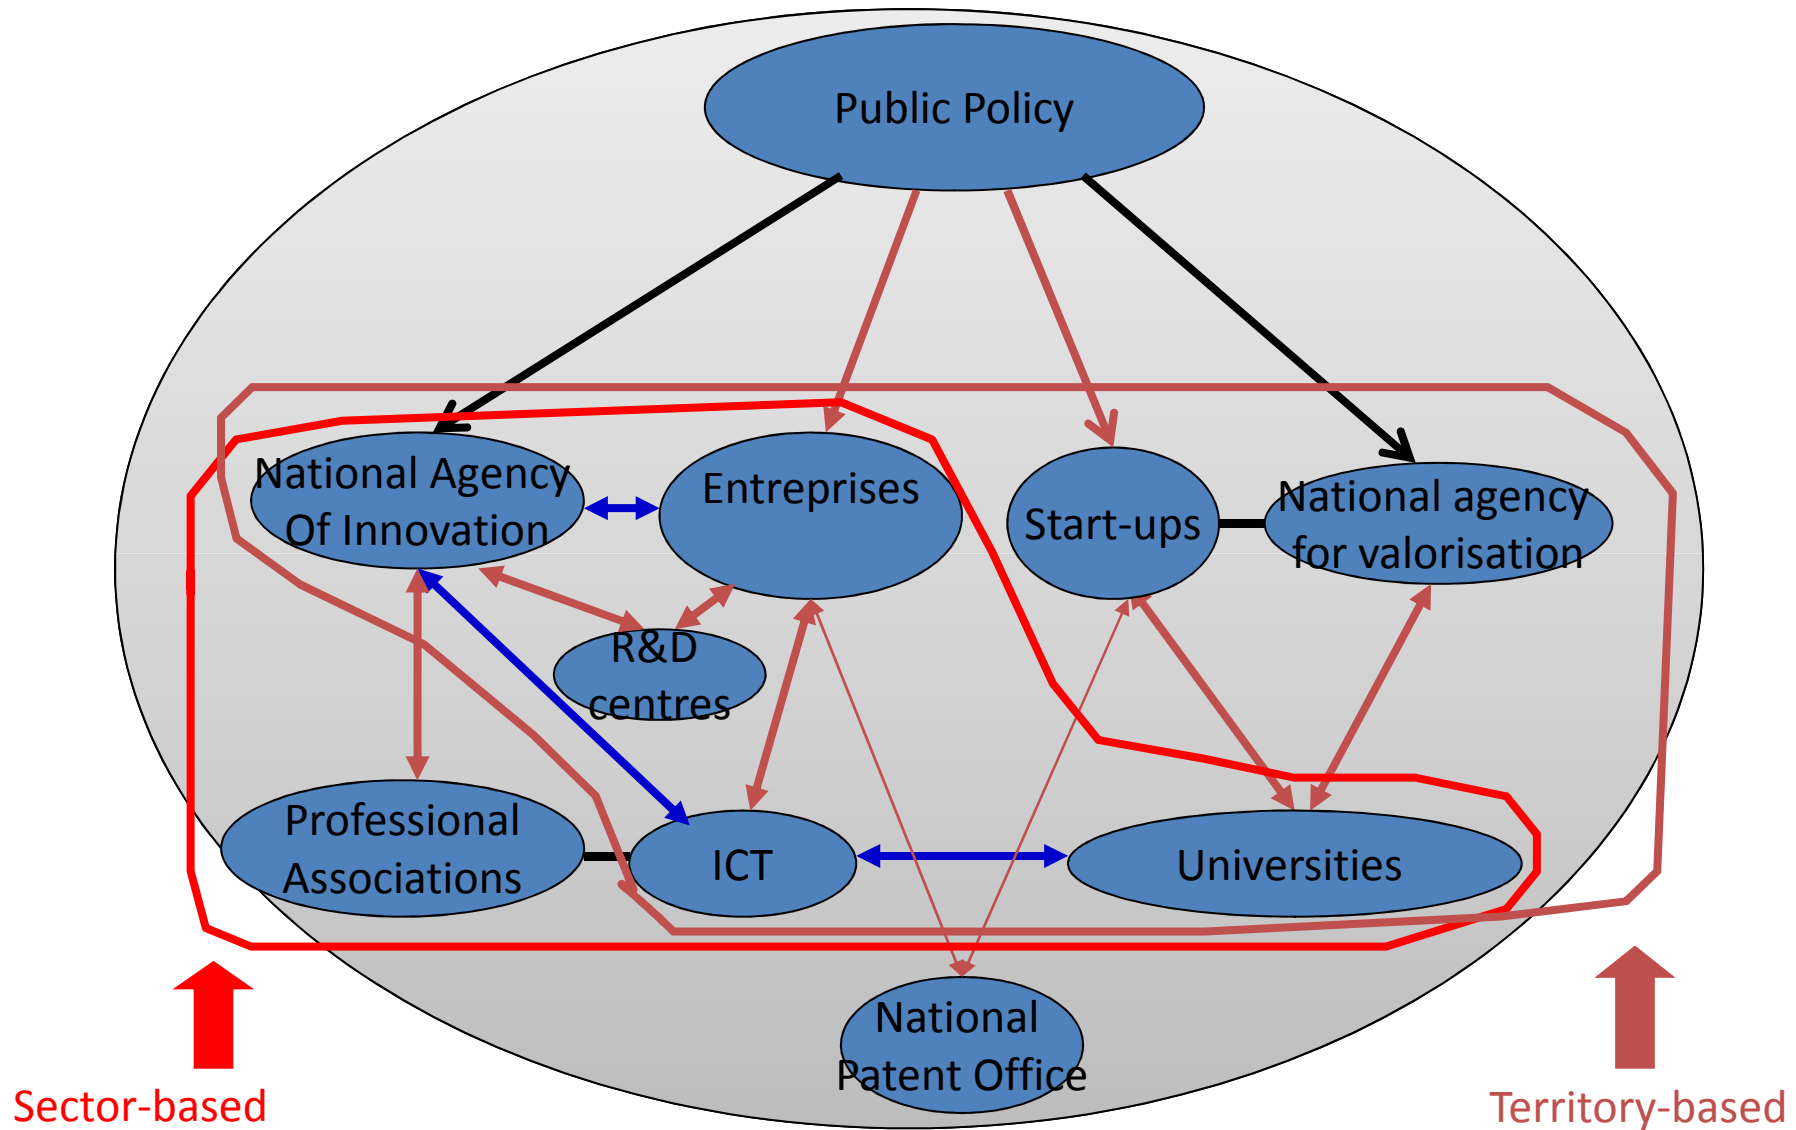 Public Policy
National Agency
Of Innovation
Entreprises
Start-ups
National agency
for valorisation
R&D
centres
Professional
Associations
ICT
Universities
National
Patent Office
Sector-based
Territory-based